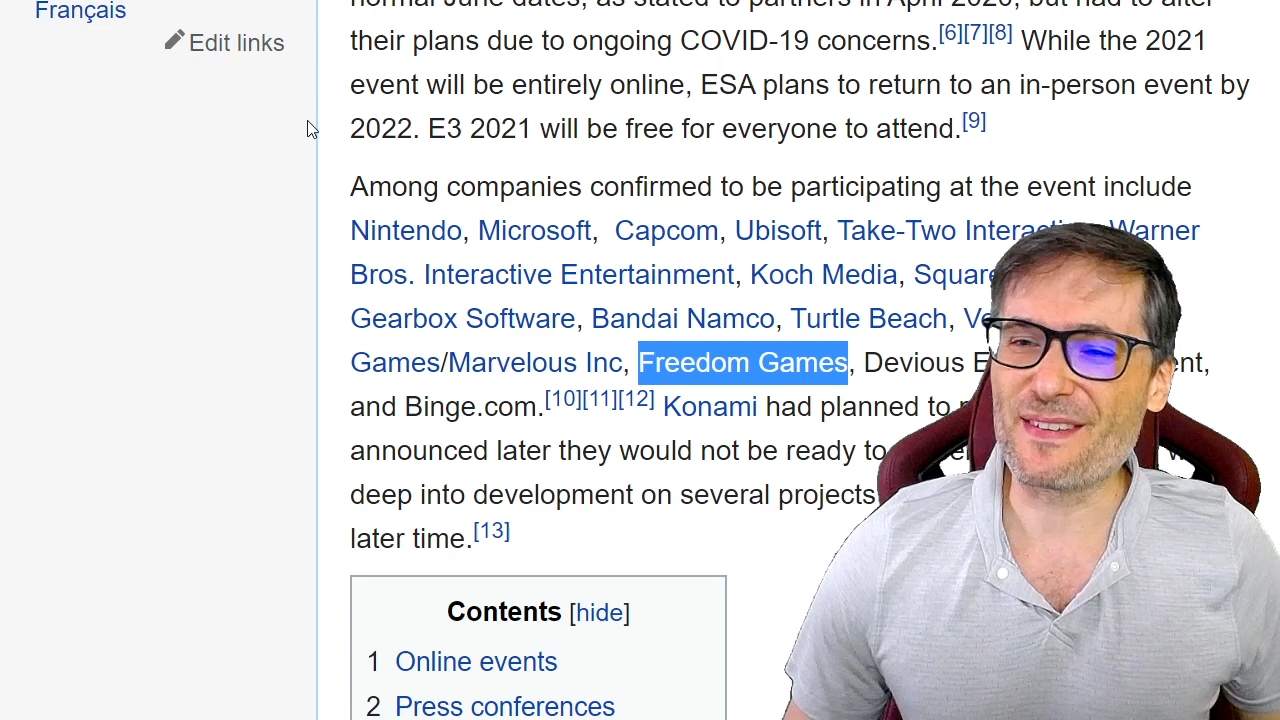 Français
Edit links
normal June dates, as stated to partners in April 2020, but had to alter
their plans due to ongoing COVID-19 concerns.[6][7][8] While the 2021
event will be entirely online, ESA plans to return to an in-person event by
2022. E3 2021 will be free for everyone to attend.[9]
Among companies confirmed to be participating at the event include
Nintendo, Microsoft,  Capcom, Ubisoft, Take-Two Warner
Bros. Interactive Entertainment, Koch Media, Square
Gearbox Software, Bandai Namco, Turtle Beach,
Games/Marvelous Inc, Freedom Games, Devious
and Binge.com.[10][11][12] Konami had planned to
announced later they would not be ready to
deep into development on several projects
later time.[13]
Contents [hide]
1 Online events
2 Press conferences